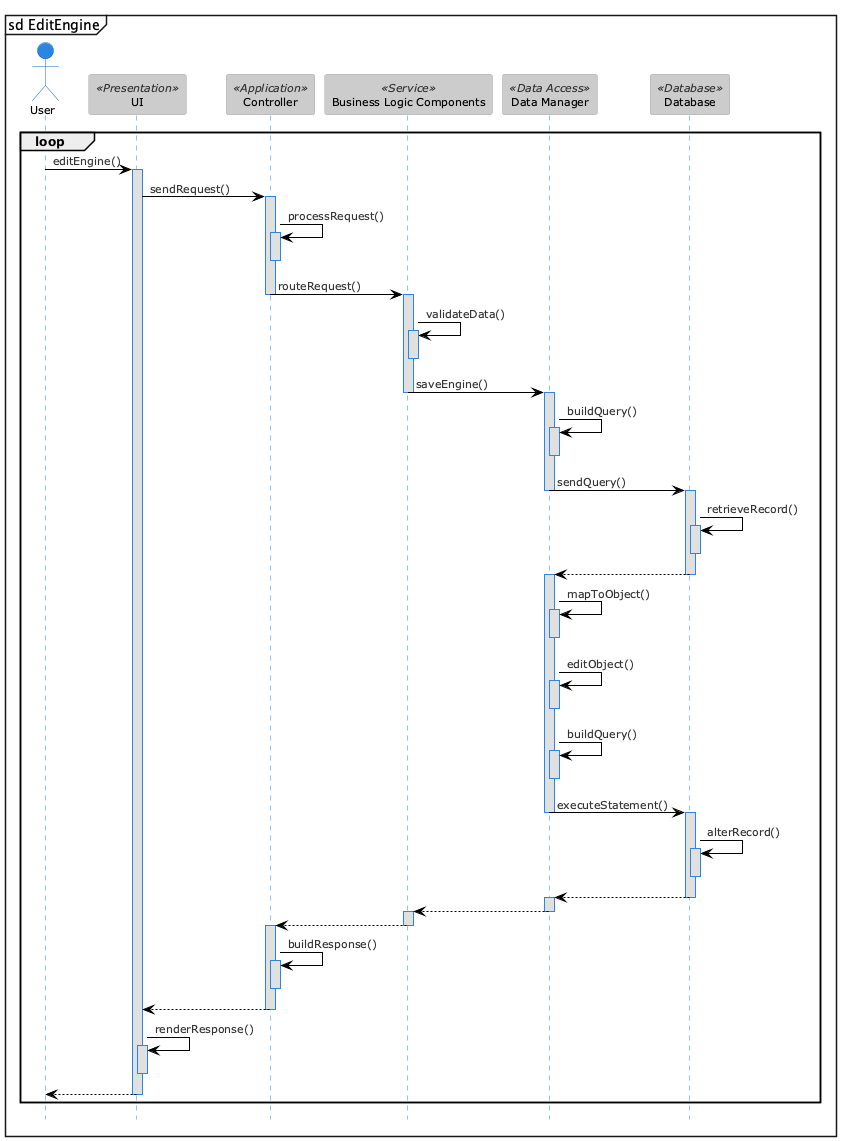 sd EditEngine
«Presentation»
«Application»
«Service»
«Data Access»
«Database»
User
UI
Controller
Business Logic Components
Data Manager
Database
loop
editEngine()
sendRequest()
processRequest()
routeRequest()
validateData()
saveEngine()
buildQuery()
sendQuery()
retrieveRecord()
mapToObject()
editObject()
buildQuery()
executeStatement()
alterRecord()
buildResponse()
renderResponse()